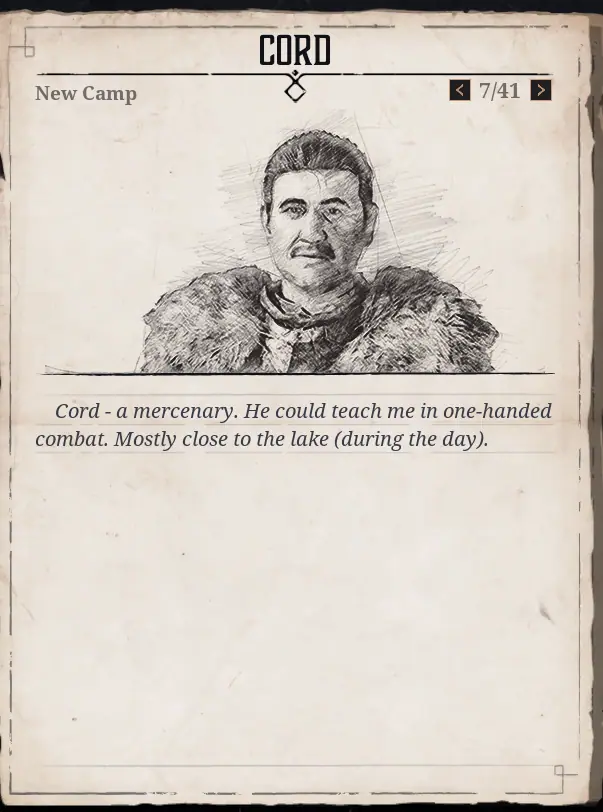 CORD
New Camp
7/41
Cord - a mercenary. He could teach me in one-handed
combat. Mostly close to the lake (during the day).